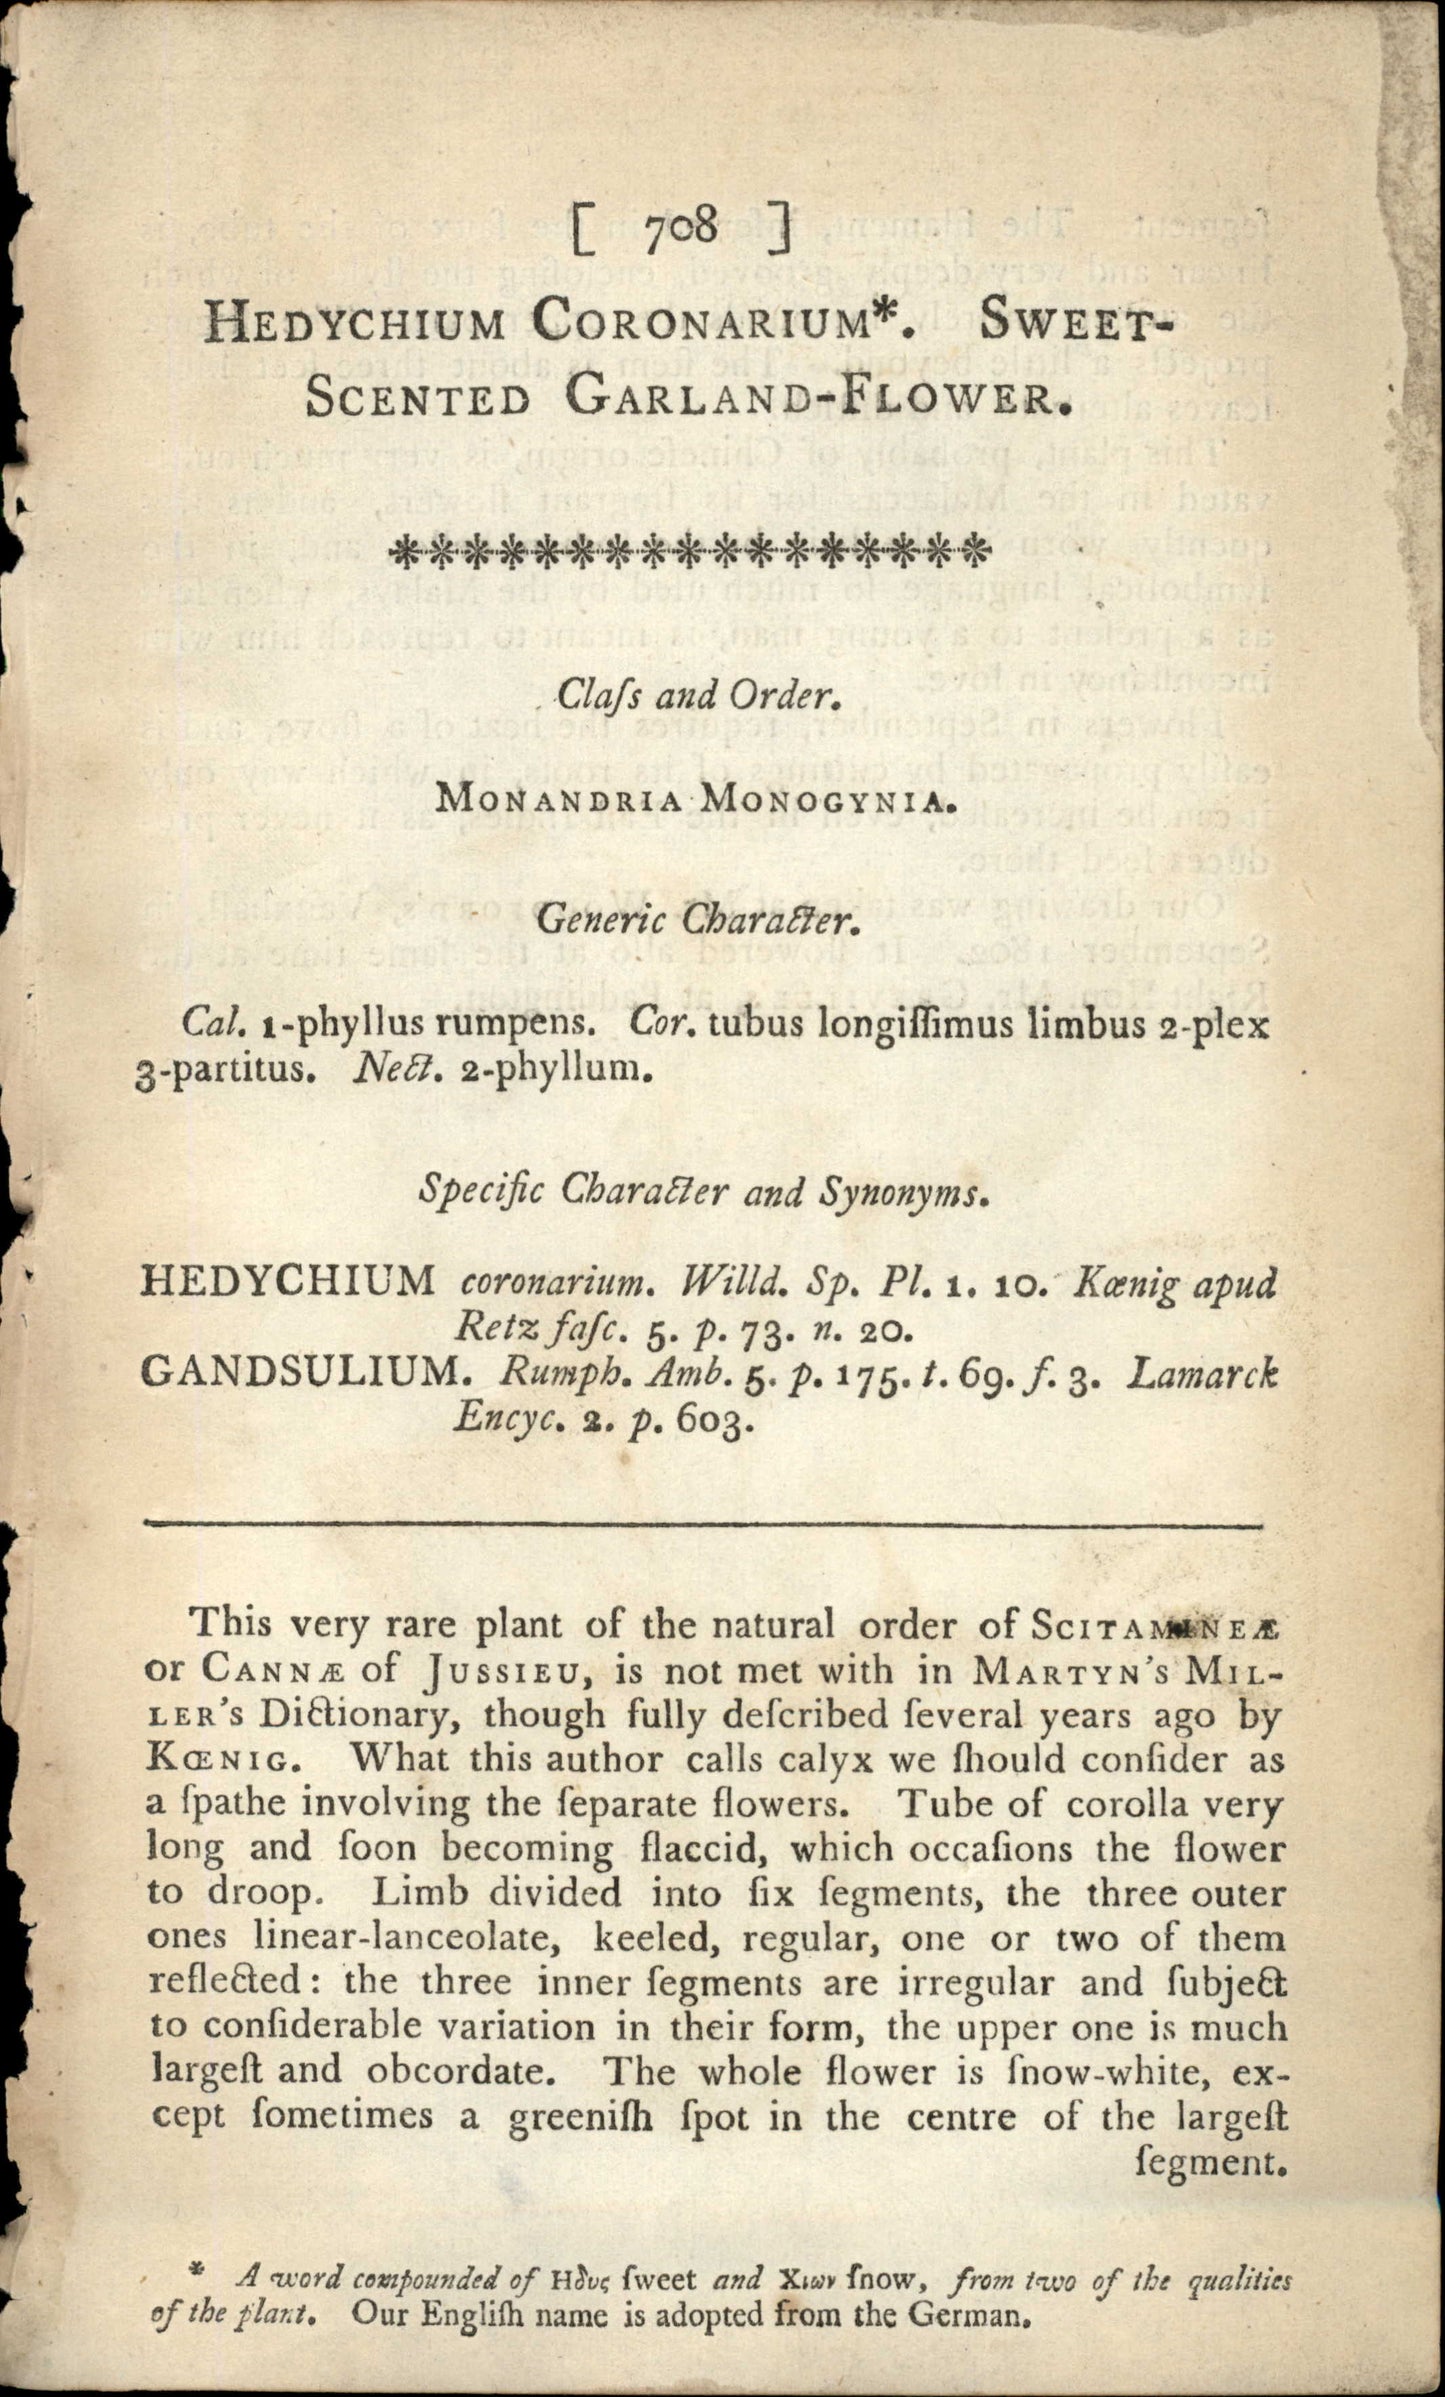 [ 708 ]
Hedychium Coronarium*. Sweet-
Scented Garland-Flower.
*****************
Claſs and Order.
Monandria Monogynia.
Generic Character.
Cal. 1-phyllus rumpens. Cor. tubus longiſſimus limbus 2-plex
3-partitus. Nect. 2-phyllum.
Specific Character and Synonyms.
HEDYCHIUM coronarium. Willd. Sp. Pl. 1. 10. Kœnig apud
Retz faſc. 5. p. 73. n. 20.
GANDSULIUM. Rumph. Amb. 5. p. 175. t. 69. f. 3. Lamarck
Encyc. 2. p. 603.
This very rare plant of the natural order of Scitamineæ
or Cannæ of Jussieu, is not met with in Martyn's Mil-
ler's Dictionary, though fully deſcribed ſeveral years ago by
Kœnig. What this author calls calyx we ſhould conſider as
a ſpathe involving the ſeparate flowers. Tube of corolla very
long and ſoon becoming flaccid, which occaſions the flower
to droop. Limb divided into ſix ſegments, the three outer
ones linear-lanceolate, keeled, regular, one or two of them
reflected: the three inner ſegments are irregular and ſubject
to conſiderable variation in their form, the upper one is much
largeſt and obcordate. The whole flower is ſnow-white, ex-
cept ſometimes a greeniſh ſpot in the centre of the largeſt
ſegment.
* A word compounded of Ηδυς ſweet and Χιων ſnow, from two of the qualities
of the plant. Our Engliſh name is adopted from the German.